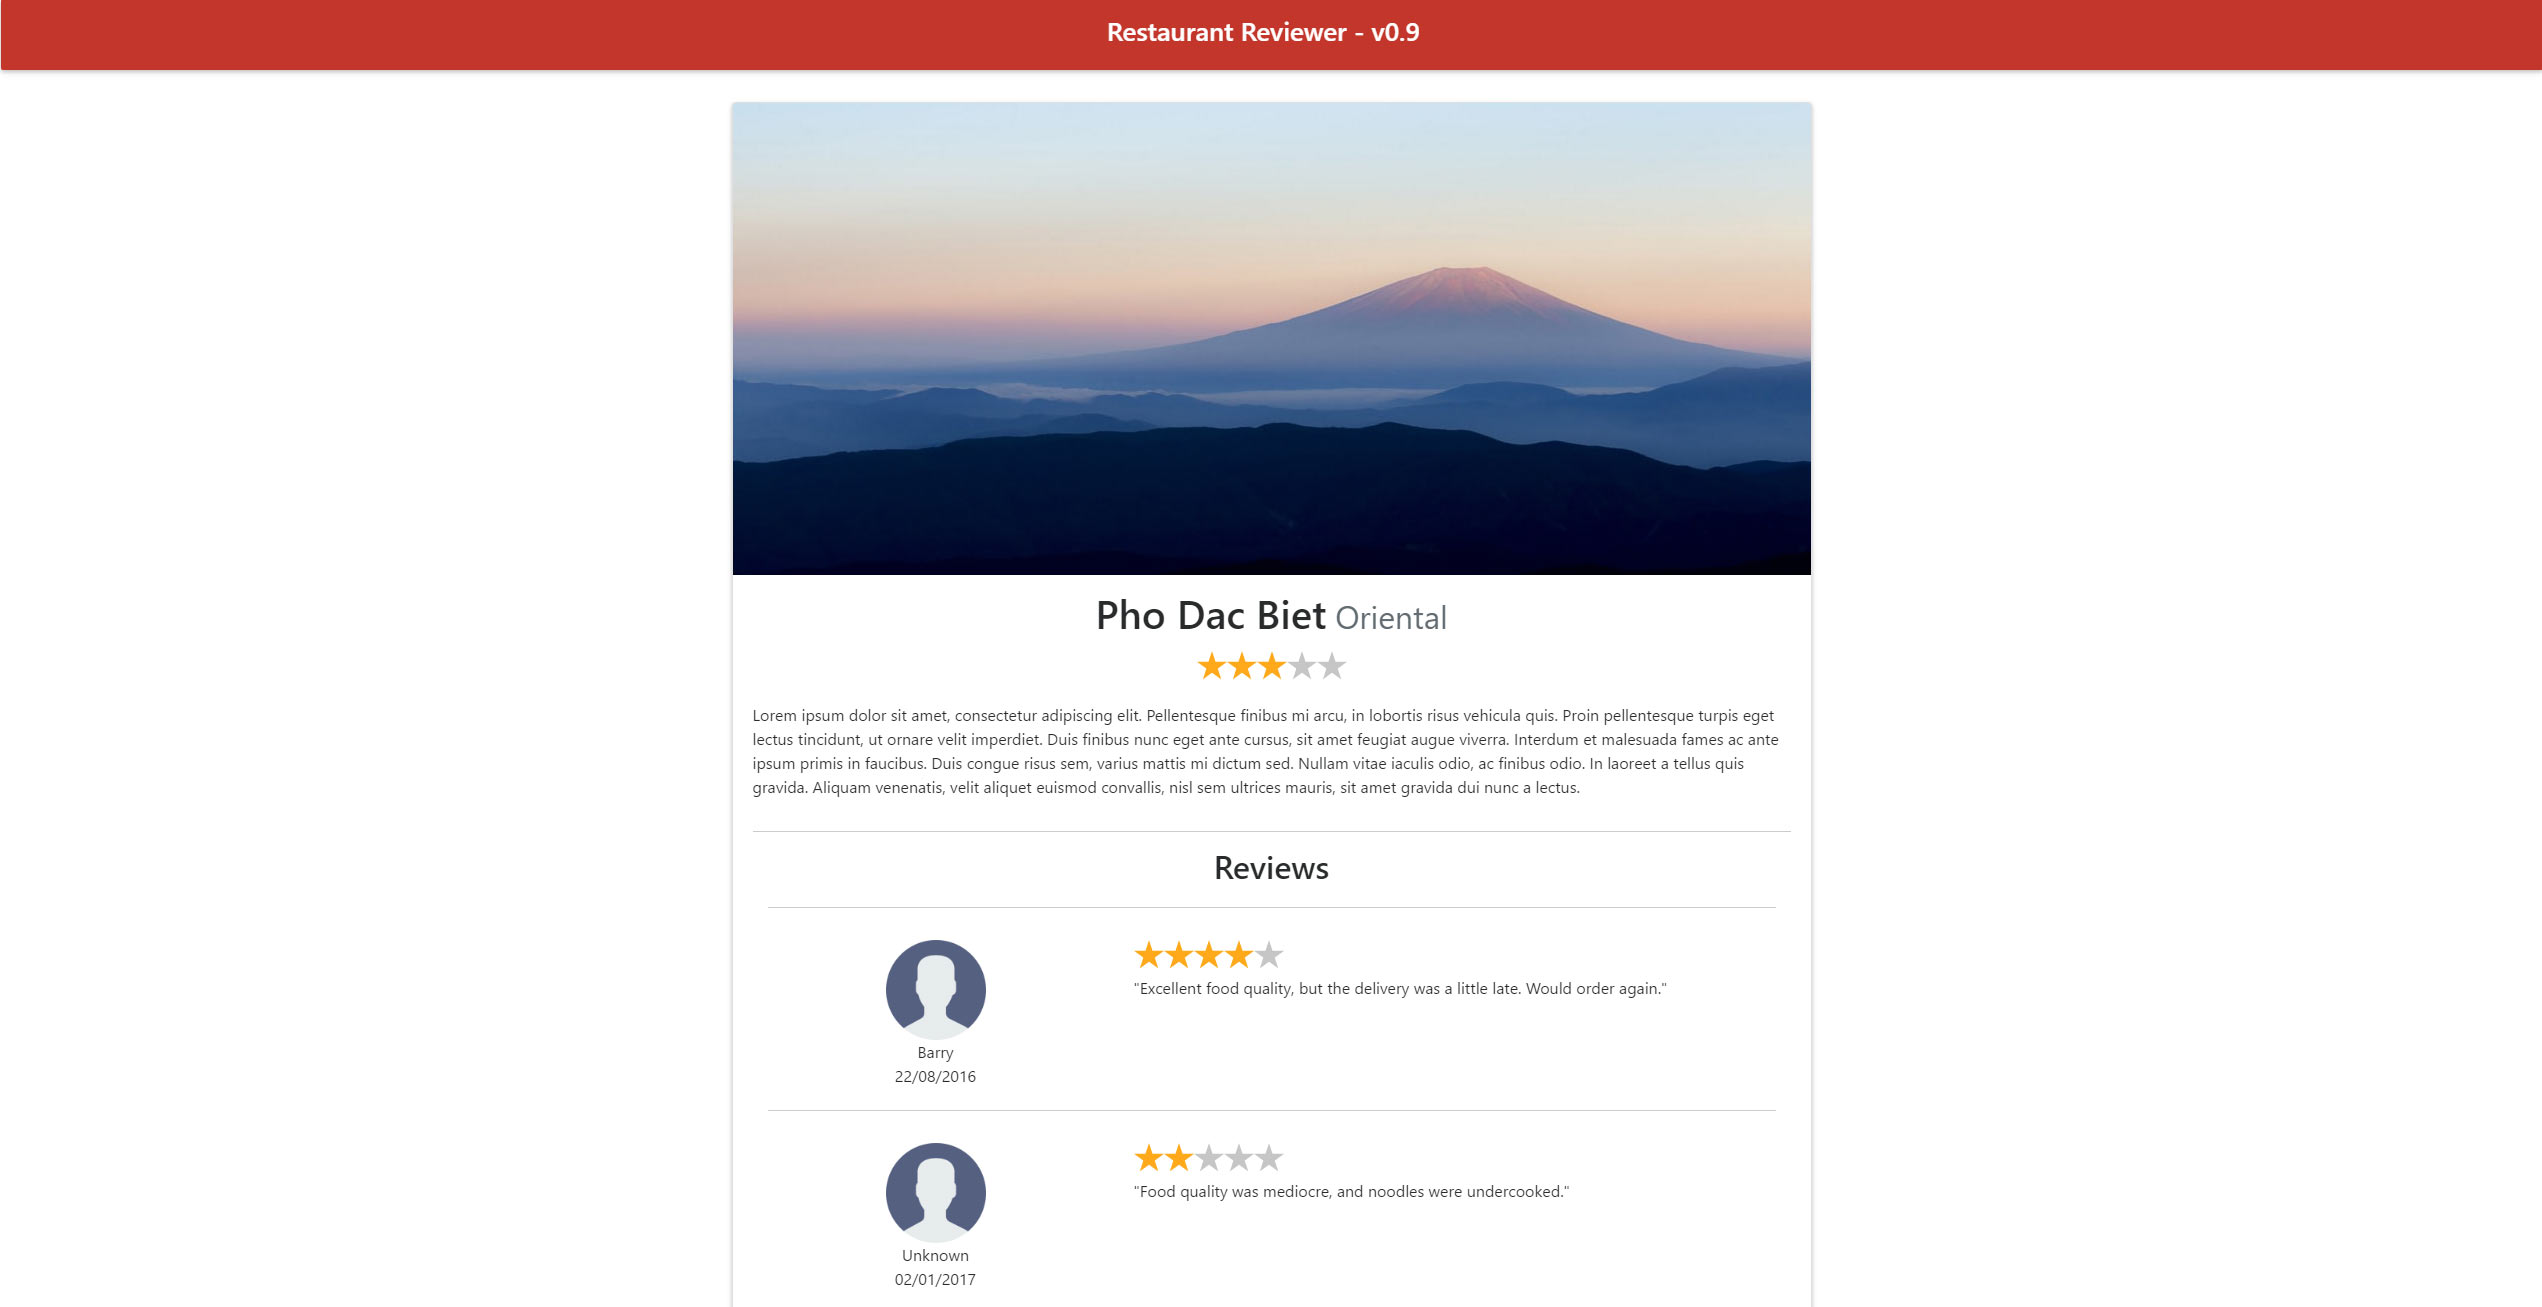 Restaurant Reviewer - v0.9
Pho Dac Biet Oriental
Lorem ipsum dolor sit amet, consectetur adipiscing elit. Pellentesque finibus mi arcu, in lobortis risus vehicula quis. Proin pellentesque turpis eget
lectus tincidunt, ut ornare velit imperdiet. Duis finibus nunc eget ante cursus, sit amet feugiat augue viverra. Interdum et malesuada fames ac ante
ipsum primis in faucibus. Duis congue risus sem, varius mattis mi dictum sed. Nullam vitae iaculis odio, ac finibus odio. In laoreet a tellus quis
gravida. Aliquam venenatis, velit aliquet euismod convallis, nisl sem ultrices mauris, sit amet gravida dui nunc a lectus.
Reviews
"Excellent food quality, but the delivery was a little late. Would order again."
Barry
22/08/2016
"Food quality was mediocre, and noodles were undercooked."
Unknown
02/01/2017